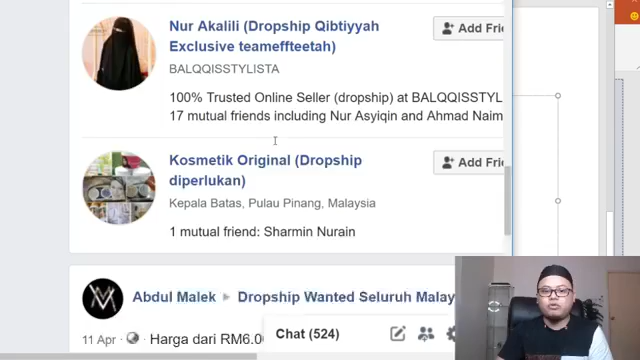 Nur Akalili (Dropship Qibtiyyah
Exclusive teameffteetah)
Add Frie
BALQQISSTYLISTA
100% Trusted Online Seller (dropship) at BALQQISSTYL
17 mutual friends including Nur Asyiqin and Ahmad Naim
Kosmetik Original (Dropship
diperlukan)
Add Frie
Kepala Batas, Pulau Pinang, Malaysia
1 mutual friend: Sharmin Nurain
Abdul Malek Dropship Wanted Seluruh Malay
11 Apr · Harga dari RM6.0
Chat (524)